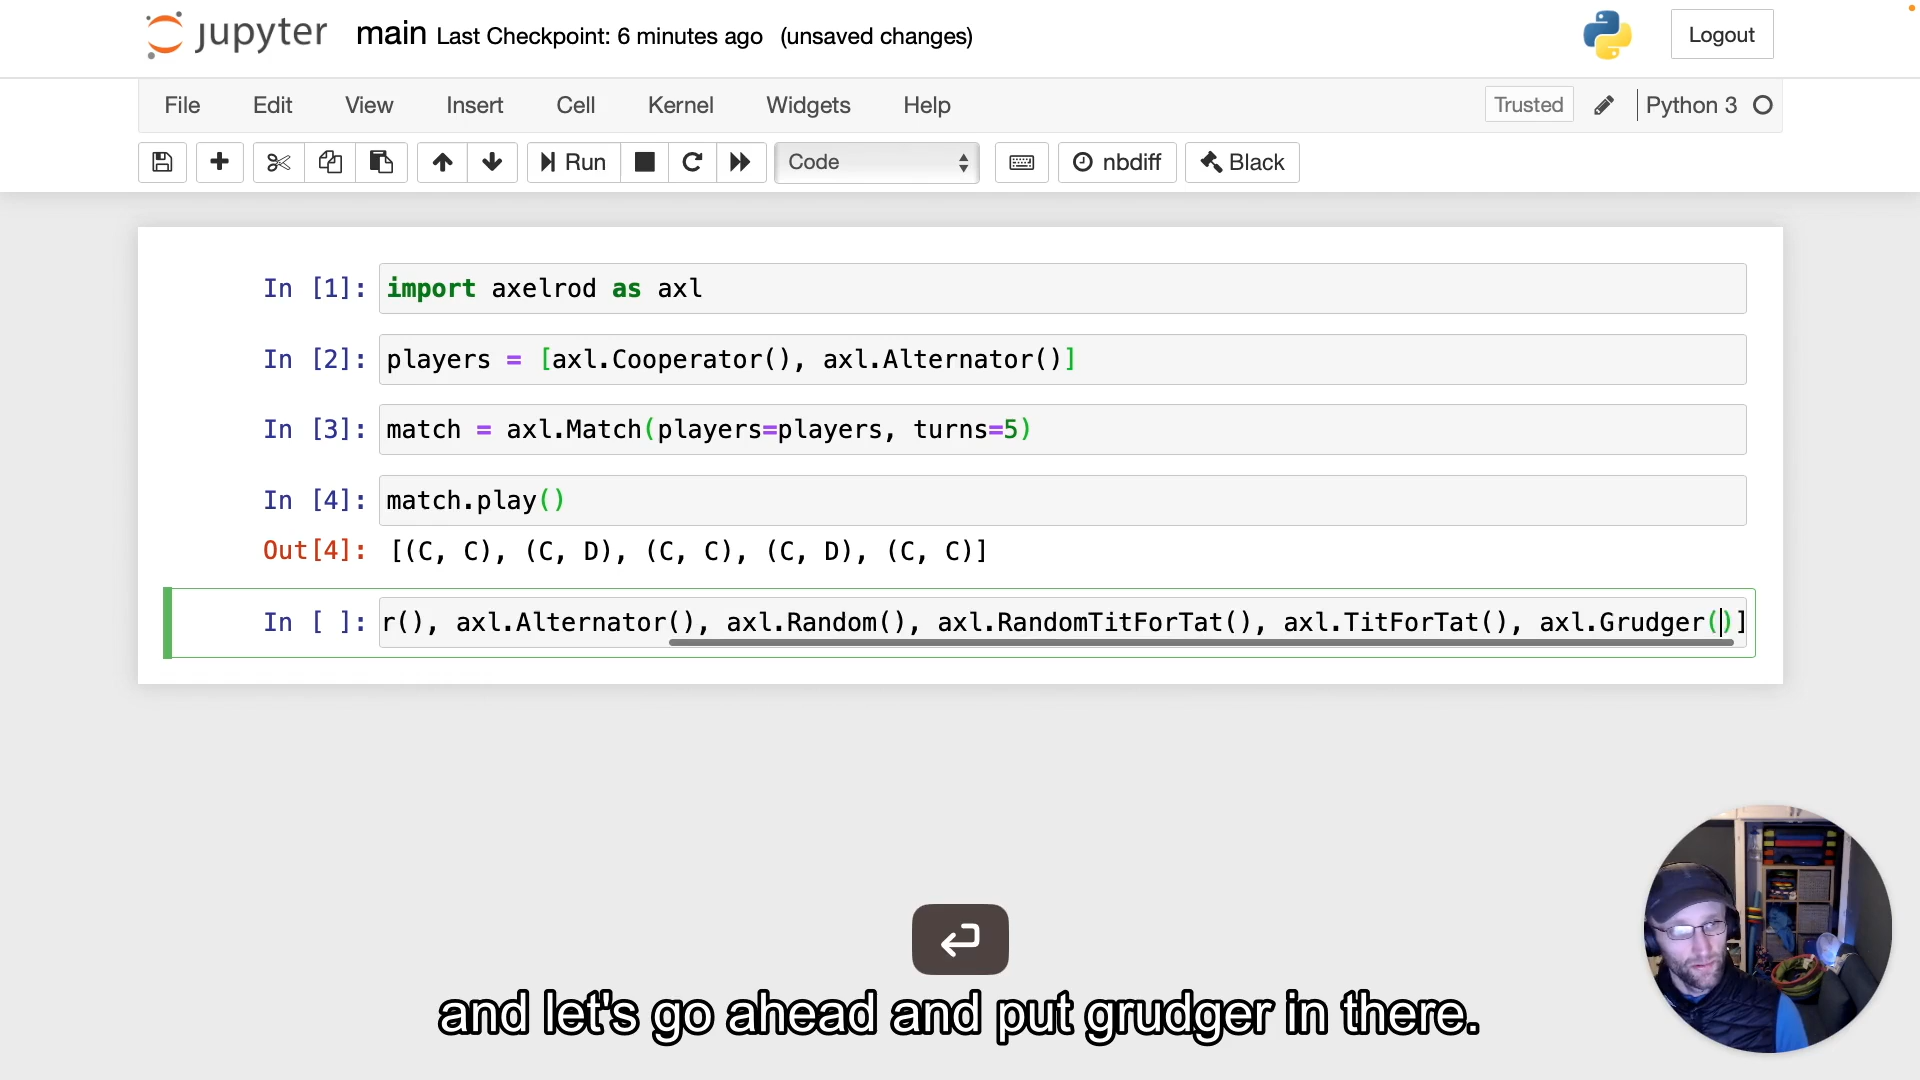 jupyter main Last Checkpoint: 6 minutes ago (unsaved changes) Logout
File Edit View Insert Cell Kernel Widgets Help Trusted Python 3
Run Code nbdiff Black
In [1]: import axelrod as axl
In [2]: players = [axl.Cooperator(), axl.Alternator()]
In [3]: match = axl.Match(players=players, turns=5)
In [4]: match.play()
Out[4]: [(C, C), (C, D), (C, C), (C, D), (C, C)]
In [ ]: r(), axl.Alternator(), axl.Random(), axl.RandomTitForTat(), axl.TitForTat(), axl.Grudger()]
and let's go ahead and put grudger in there.